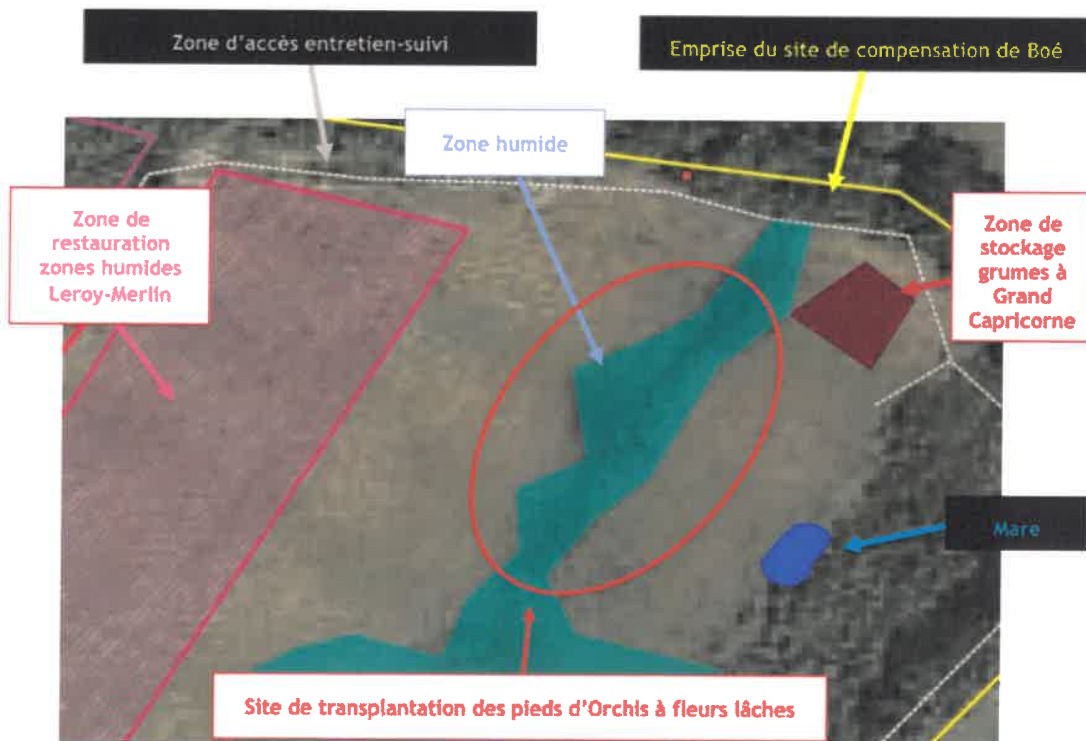 Zone d'accès entretien-suivi
Emprise du site de compensation de Boé
Zone humide
Zone de
restauration
zones humides
Leroy-Merlin
Zone de
stockage
grumes à
Grand
Capricorne
Mare
Site de transplantation des pieds d'Orchis à fleurs lâches